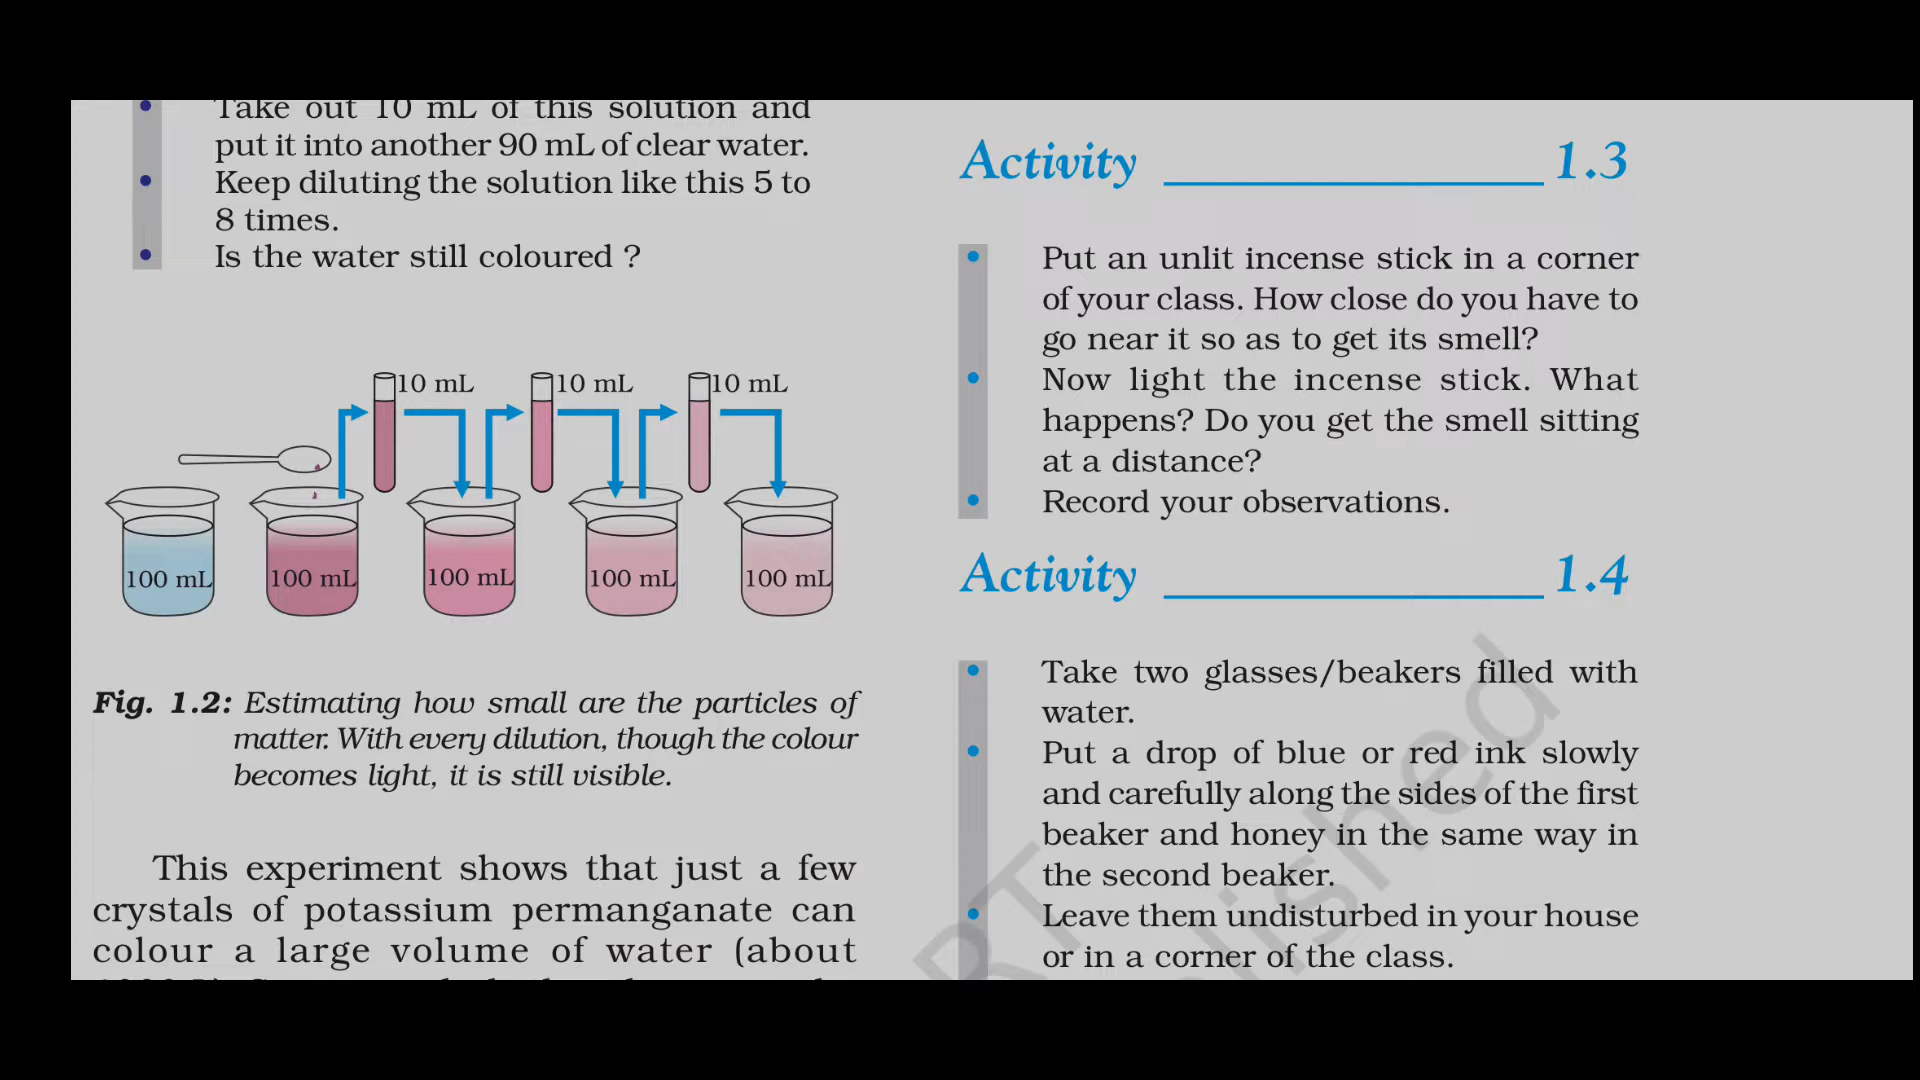 Take out 10 mL of this solution and
put it into another 90 mL of clear water.
Keep diluting the solution like this 5 to
8 times.
Is the water still coloured ?
10 mL 10 mL 10 mL
100 mL 100 mL 100 mL 100 mL 100 mL
Fig. 1.2: Estimating how small are the particles of
matter. With every dilution, though the colour
becomes light, it is still visible.
This experiment shows that just a few
crystals of potassium permanganate can
colour a large volume of water (about
Activity 1.3
Put an unlit incense stick in a corner
of your class. How close do you have to
go near it so as to get its smell?
Now light the incense stick. What
happens? Do you get the smell sitting
at a distance?
Record your observations.
Activity 1.4
Take two glasses/beakers filled with
water.
Put a drop of blue or red ink slowly
and carefully along the sides of the first
beaker and honey in the same way in
the second beaker.
Leave them undisturbed in your house
or in a corner of the class.